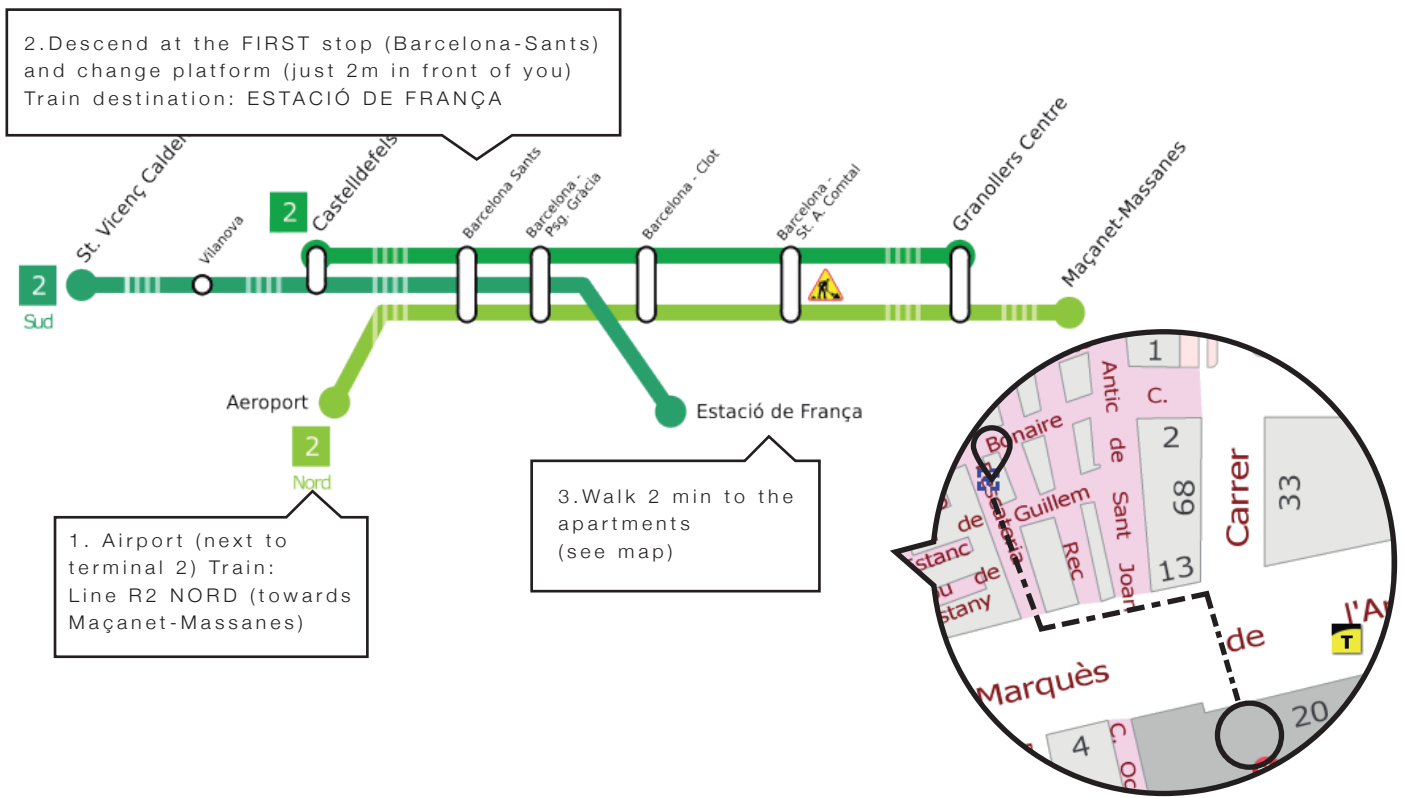 2.Descend at the FIRST stop (Barcelona-Sants)
and change platform (just 2m in front of you)
Train destination: ESTACIÓ DE FRANÇA
St. Vicenç Calder
Vilanova
2
Castelldefels
Barcelona Sants
Barcelona -
Psg. Gràcia
Barcelona - Clot
Barcelona -
St. A. Comtal
Granollers Centre
Maçanet-Massanes
2
Sud
Aeroport
2
Nord
Estació de França
1. Airport (next to
terminal 2) Train:
Line R2 NORD (towards
Maçanet-Massanes)
3.Walk 2 min to the
apartments
(see map)
1
Antic
de
Sant
Joan
C.
2
68
13
Carrer
33
Bonaire
de
Guillem
Rec
de
Marquès
de
T
20
4
C.